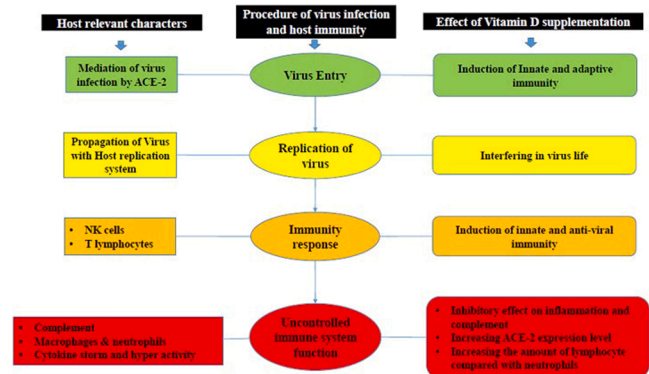 Host relevant characters
Procedure of virus infection
and host immunity
Effect of Vitamin D supplementation
Mediation of virus
infection by ACE-2
Virus Entry
Induction of Innate and adaptive
immunity
Propagation of Virus
with Host replication
system
Replication of
virus
Interfering in virus life
• NK cells
• T lymphocytes
Immunity
response
Induction of innate and anti-viral
immunity
• Complement
• Macrophages & neutrophils
• Cytokine storm and hyper activity
Uncontrolled
immune system
function
• Inhibitory effect on inflammation and
complement
• Increasing ACE-2 expression level
• Increasing the amount of lymphocyte
compared with neutrophils